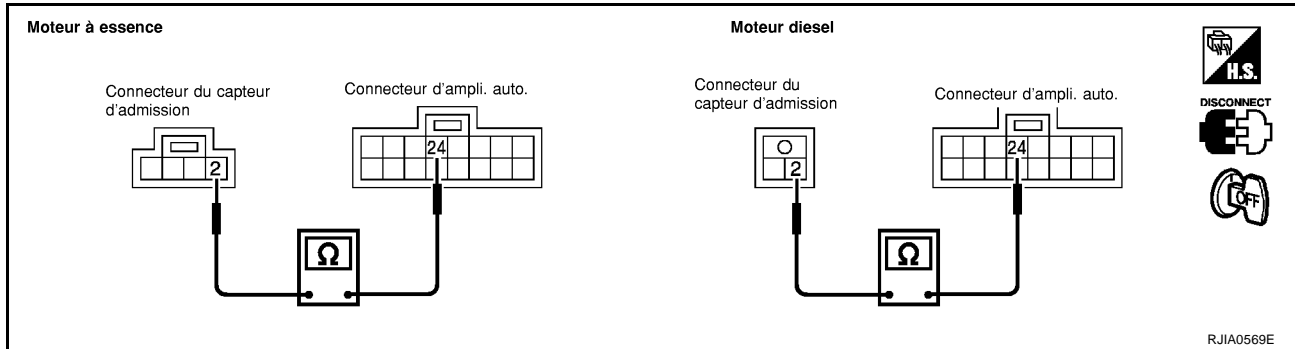 Moteur à essence
Connecteur du capteur
d'admission
Connecteur d'ampli. auto.
2
24
Ω
Moteur diesel
Connecteur du
capteur d'admission
Connecteur d'ampli. auto.
2
24
Ω
H.S.
DISCONNECT
OFF
RJIA0569E